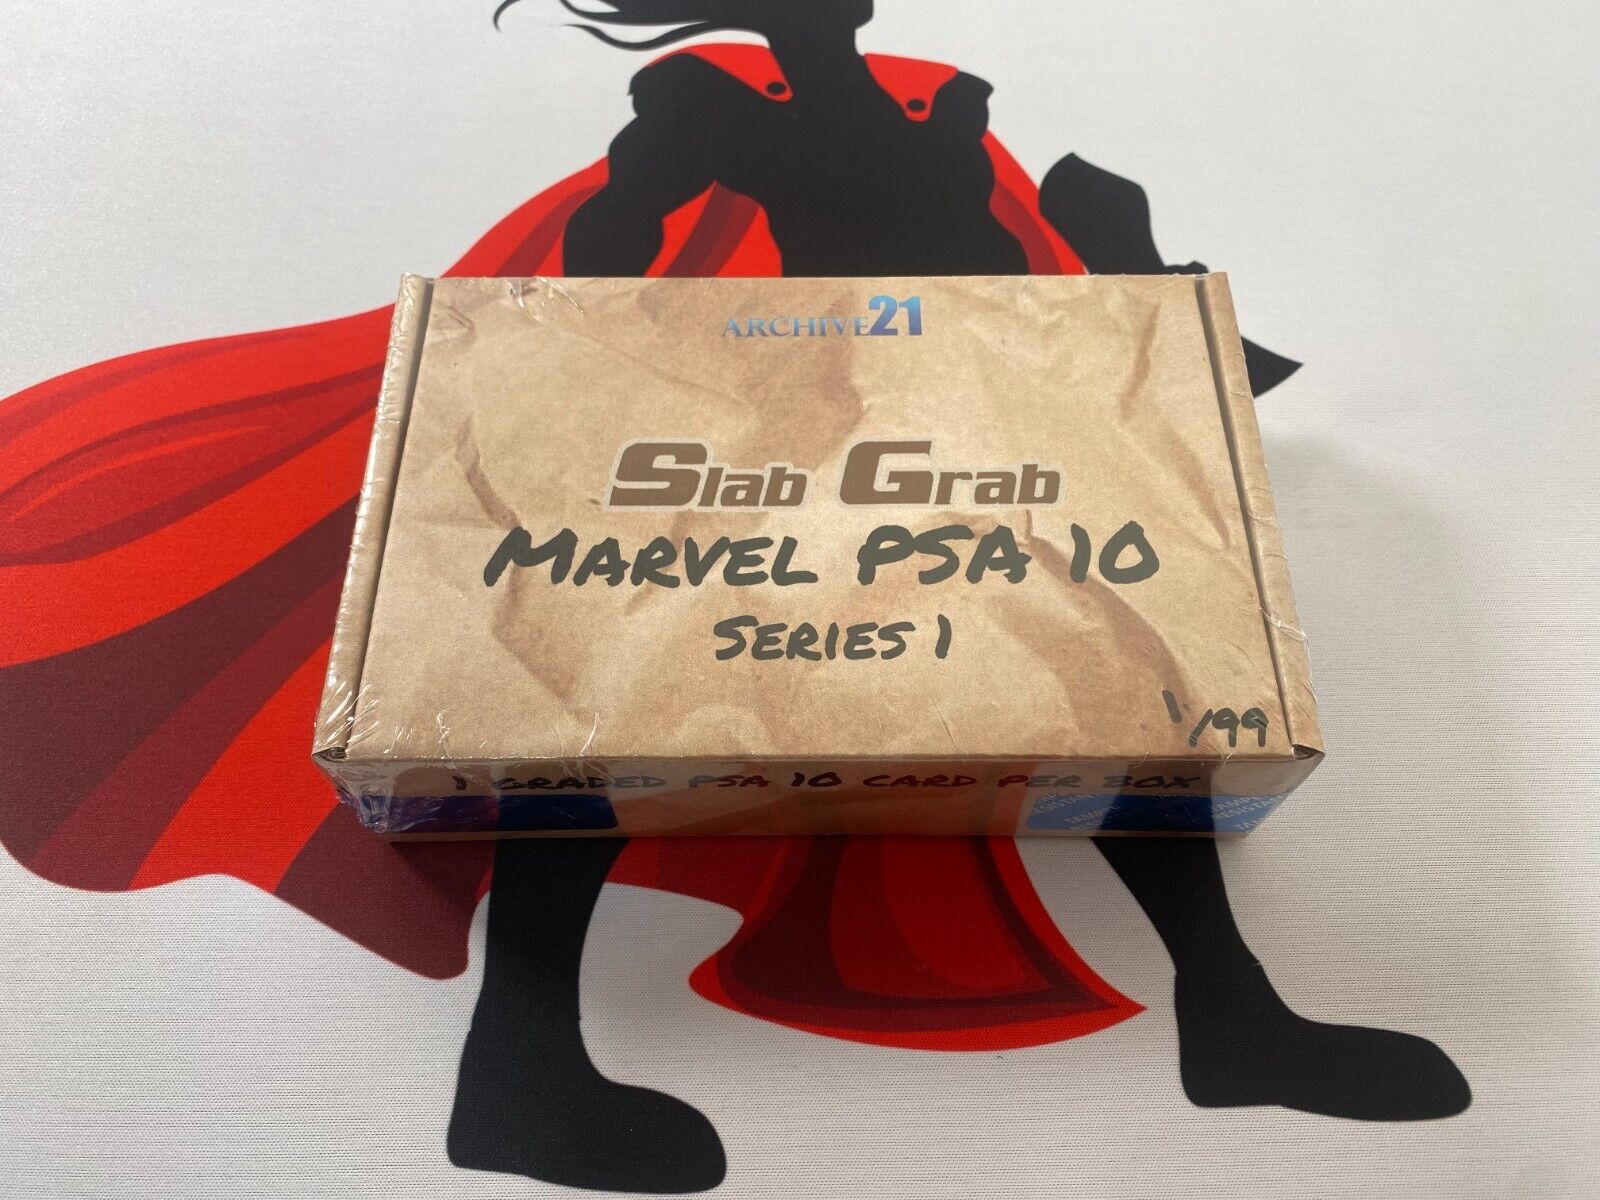 ARCHIVE21
Slab Grab
MARVEL PSA 10
SERIES 1
1/99
1 GRADED PSA 10 CARD PER BOX